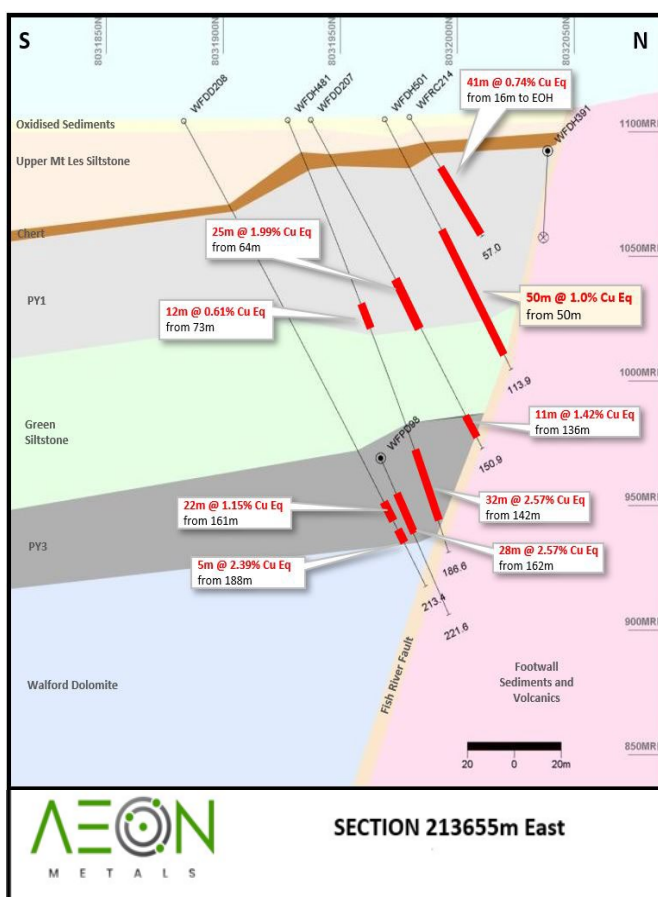 S
N
8031850N
8031900N
8031950N
8032000N
8032050N
WFDD208
WFDH481
WFDD207
WFDH501
WFRC214
WFDH391
41m @ 0.74% Cu Eq
from 16m to EOH
Oxidised Sediments
1100MRL
Upper Mt Les Siltstone
Chert
25m @ 1.99% Cu Eq
from 64m
57.0
1050MRL
PY1
12m @ 0.61% Cu Eq
from 73m
50m @ 1.0% Cu Eq
from 50m
113.9
1000MRL
Green
Siltstone
11m @ 1.42% Cu Eq
from 136m
150.9
WFPD98
950MRL
22m @ 1.15% Cu Eq
from 161m
32m @ 2.57% Cu Eq
from 142m
PY3
5m @ 2.39% Cu Eq
from 188m
28m @ 2.57% Cu Eq
from 162m
186.6
213.4
221.6
900MRL
Walford Dolomite
Fish River Fault
Footwall
Sediments and
Volcanics
20 0 20m
850MRL
AEON
METALS
SECTION 213655m East